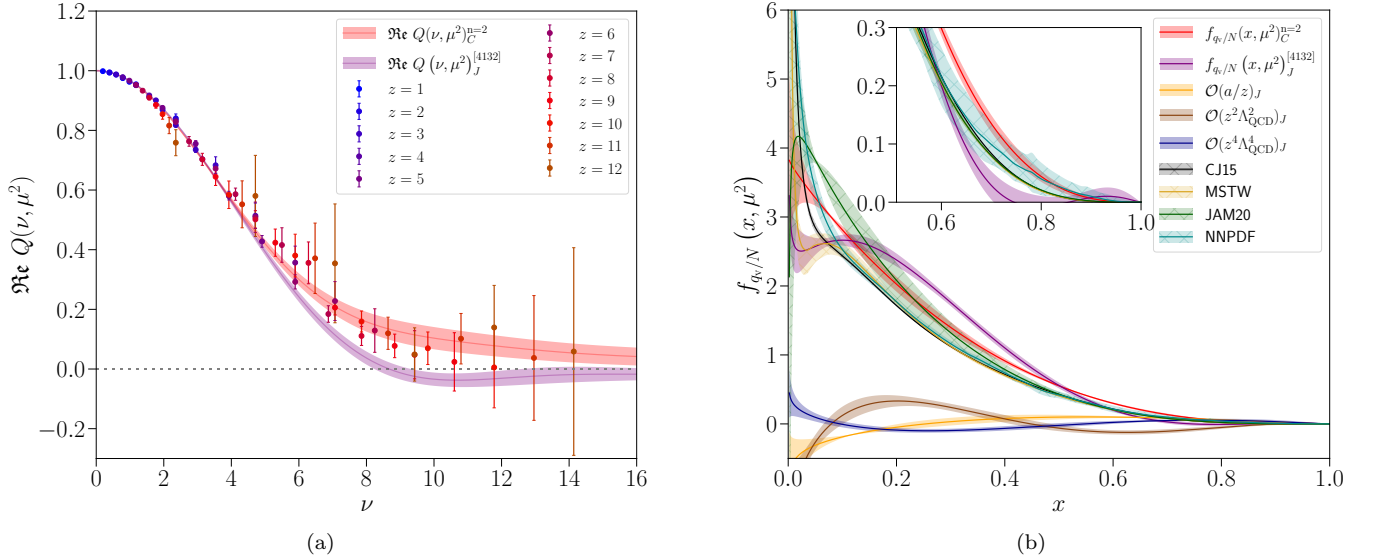 1.2
1.0
0.8
0.6
0.4
0.2
0.0
−0.2
0 2 4 6 8 10 12 14 16
ν
ℜe Q(ν, μ²)
ℜe Q(ν, μ²)_C^{n=2}
ℜe Q (ν, μ²)_J^{[4132]}
z = 1
z = 2
z = 3
z = 4
z = 5
z = 6
z = 7
z = 8
z = 9
z = 10
z = 11
z = 12
(a)
6
5
4
3
2
1
0
0.0 0.2 0.4 0.6 0.8 1.0
x
f_{q_v/N} (x, μ²)
0.3
0.2
0.1
0.0
0.6 0.8 1.0
f_{q_v/N}(x, μ²)_C^{n=2}
f_{q_v/N} (x, μ²)_J^{[4132]}
𝒪(a/z)_J
𝒪(z²Λ²_{QCD})_J
𝒪(z⁴Λ⁴_{QCD})_J
CJ15
MSTW
JAM20
NNPDF
(b)